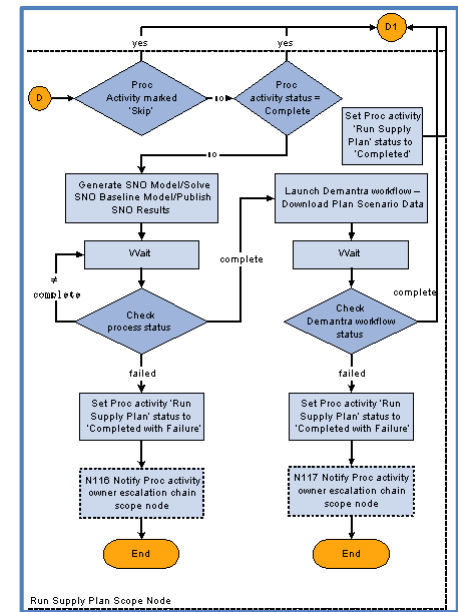 D1
yes
yes
D
Proc
Activity marked
'Skip'
no
Proc
activity status =
Complete
Set Proc activity
'Run Supply
Plan' status to
'Completed'
no
Generate SNO Model/Solve
SNO Baseline Model/Publish
SNO Results
Launch Demantra workflow –
Download Plan Scenario Data
Wait
Wait
≠
complete
complete
complete
Check
process status
Check
Demantra workflow
status
failed
failed
Set Proc activity 'Run
Supply Plan' status to
'Completed with Failure'
Set Proc activity 'Run
Supply Plan' status to
'Completed with Failure'
N116 Notify Proc activity
owner escalation chain
scope node
N117 Notify Proc activity
owner escalation chain
scope node
End
End
Run Supply Plan Scope Node